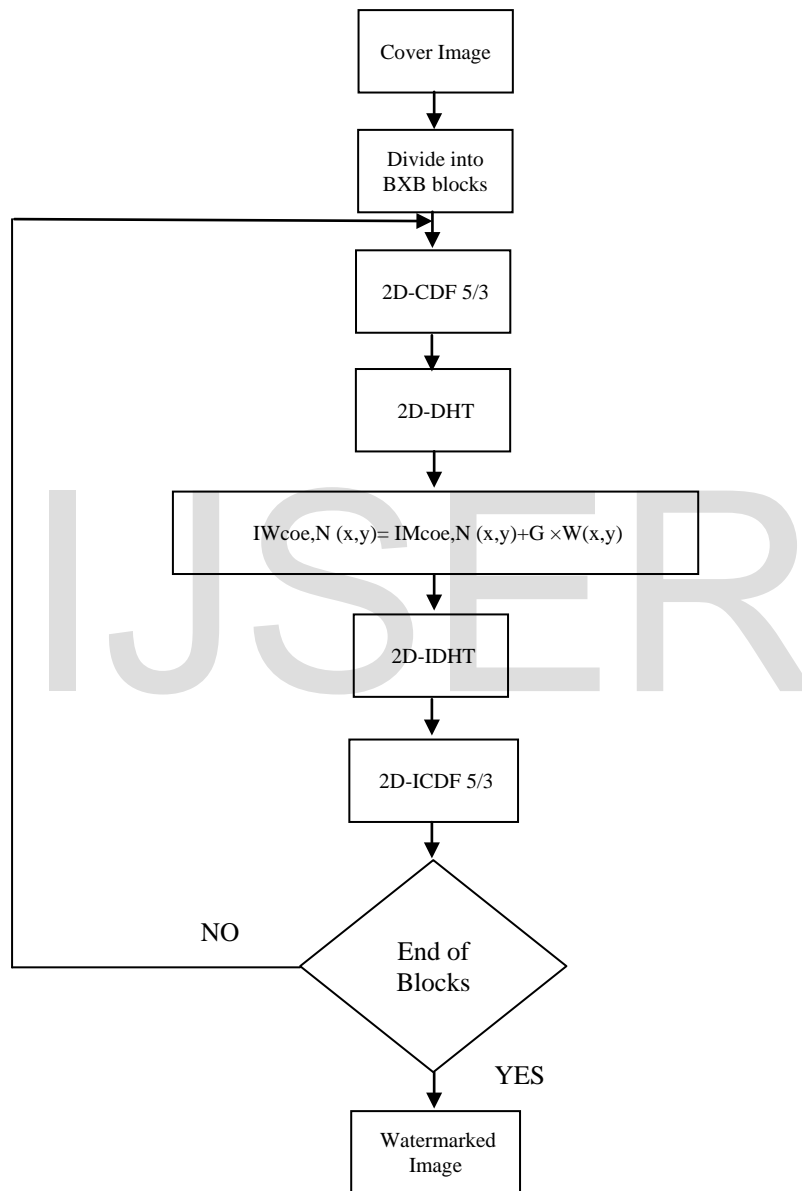 Cover Image
Divide into
BXB blocks
2D-CDF 5/3
2D-DHT
IWcoe,N (x,y)= IMcoe,N (x,y)+G ×W(x,y)
IJSER
2D-IDHT
2D-ICDF 5/3
NO
End of
Blocks
YES
Watermarked
Image